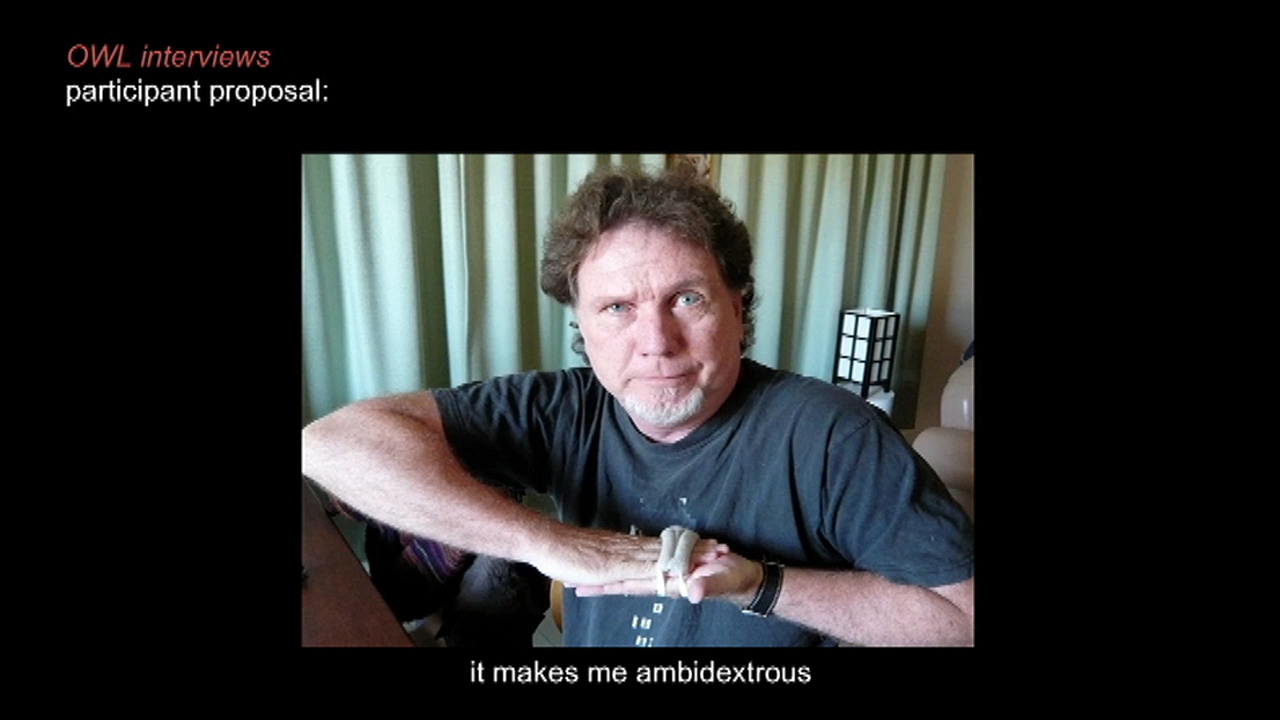 OWL interviews
participant proposal:
it makes me ambidextrous